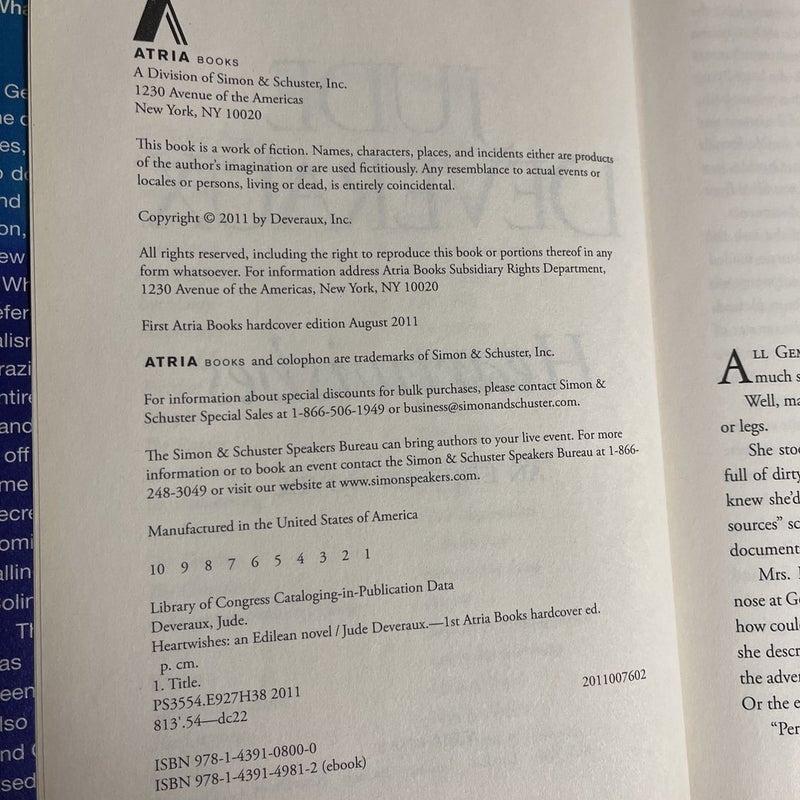 ATRIA BOOKS
A Division of Simon & Schuster, Inc.
1230 Avenue of the Americas
New York, NY 10020
This book is a work of fiction. Names, characters, places, and incidents either are products
of the author's imagination or are used fictitiously. Any resemblance to actual events or
locales or persons, living or dead, is entirely coincidental.
Copyright © 2011 by Deveraux, Inc.
All rights reserved, including the right to reproduce this book or portions thereof in any
form whatsoever. For information address Atria Books Subsidiary Rights Department,
1230 Avenue of the Americas, New York, NY 10020
First Atria Books hardcover edition August 2011
ATRIA BOOKS and colophon are trademarks of Simon & Schuster, Inc.
For information about special discounts for bulk purchases, please contact Simon &
Schuster Special Sales at 1-866-506-1949 or business@simonandschuster.com.
The Simon & Schuster Speakers Bureau can bring authors to your live event. For more
information or to book an event contact the Simon & Schuster Speakers Bureau at 1-866-
248-3049 or visit our website at www.simonspeakers.com.
Manufactured in the United States of America
10 9 8 7 6 5 4 3 2 1
Library of Congress Cataloging-in-Publication Data
Deveraux, Jude.
Heartwishes: an Edilean novel / Jude Deveraux.—1st Atria Books hardcover ed.
p. cm.
1. Title.
PS3554.E927H38 2011 2011007602
813'.54—dc22
ISBN 978-1-4391-0800-0
ISBN 978-1-4391-4981-2 (ebook)
ALL
much
Well,
or legs.
She
full of
knew she'd
sources"
document
Mrs.
nose at
how
she
the
Or the